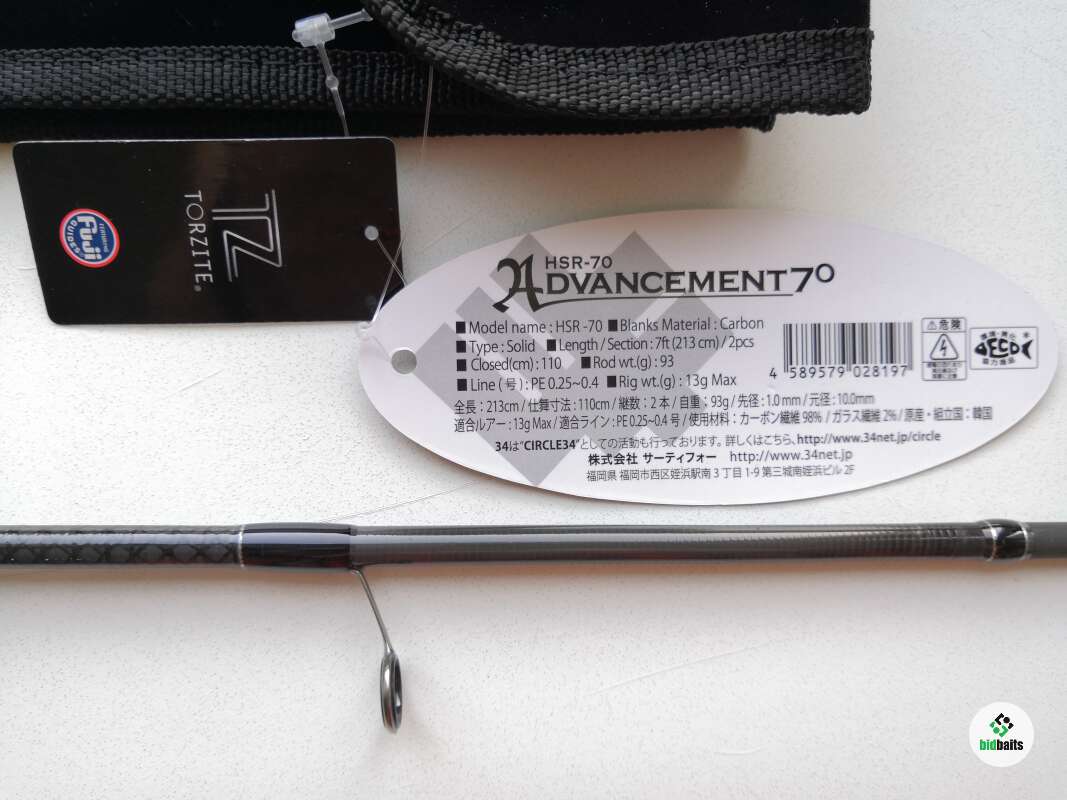 TZ
TORZITE®
Fuji
GUIDE
HSR-70
ADVANCEMENT 7⁰
■ Model name : HSR -70 ■ Blanks Material : Carbon
■ Type : Solid ■ Length / Section : 7ft (213 cm) / 2pcs
■ Closed(cm) : 110 ■ Rod wt.(g) : 93
■ Line ( 号 ) : PE 0.25~0.4 ■ Rig wt.(g) : 13g Max
4 589579 028197
危険
ECO
全長 : 213cm / 仕舞寸法 : 110cm / 継数 : 2 本 / 自重 : 93g / 先径 : 1.0 mm / 元径 : 10.0mm
適合ルアー : 13g Max / 適合ライン : PE 0.25~0.4 号 / 使用材料 : カーボン繊維 98% / ガラス繊維 2% / 原産・組立国 : 韓国
34は"CIRCLE34"としての活動も行っております。詳しくはこちら、http://www.34net.jp/circle
株式会社 サーティフォー http://www.34net.jp
福岡県 福岡市西区姪浜駅南 3 丁目 1-9 第三城南姪浜ビル 2F
bidbaits